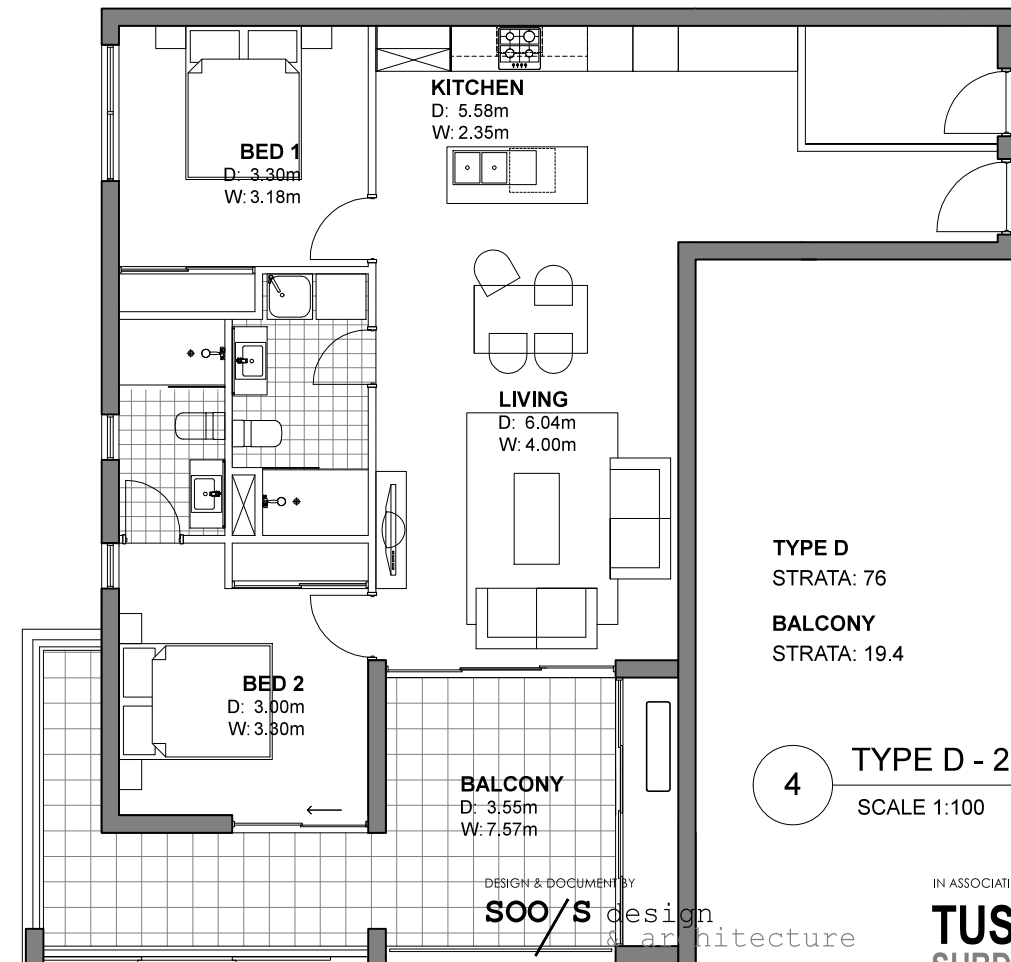 KITCHEN
D: 5.58m
W: 2.35m
BED 1
D: 3.30m
W: 3.18m
LIVING
D: 6.04m
W: 4.00m
TYPE D
STRATA: 76
BALCONY
STRATA: 19.4
BED 2
D: 3.00m
W: 3.30m
BALCONY
D: 3.55m
W: 7.57m
4
TYPE D - 2
SCALE 1:100
DESIGN & DOCUMENT BY
SOO/S design
& architecture
IN ASSOCIATI
TUS